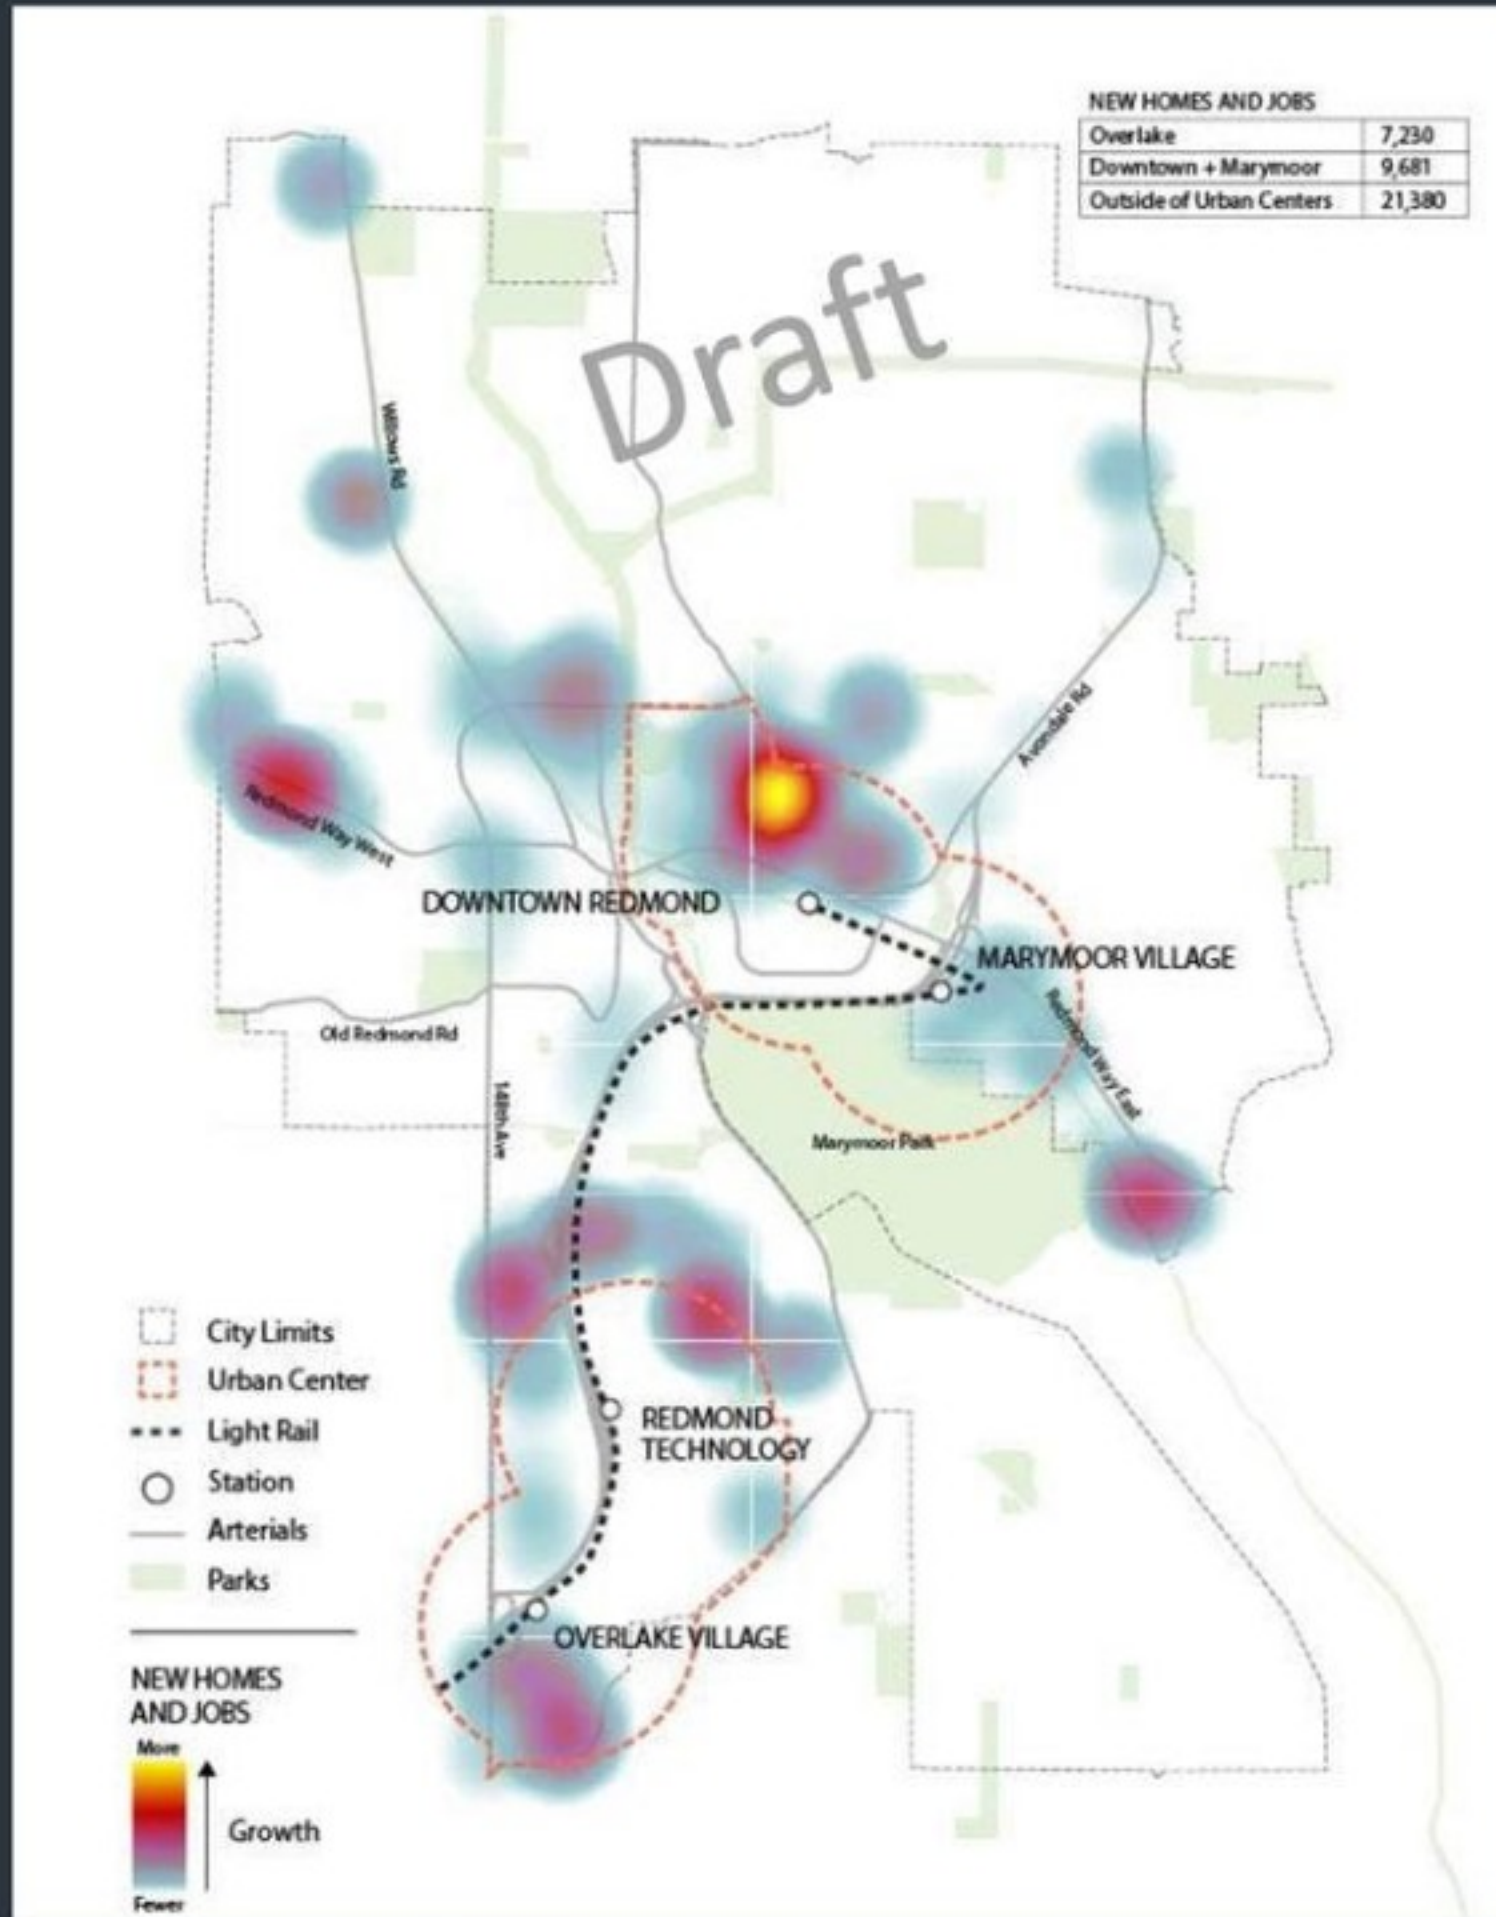 NEW HOMES AND JOBS
Overlake 7,230
Downtown + Marymoor 9,681
Outside of Urban Centers 21,380
Draft
Willows Rd
Avondale Rd
Redmond Way West
DOWNTOWN REDMOND
MARYMOOR VILLAGE
Redmond Way East
Old Redmond Rd
148th Ave
Marymoor Park
REDMOND
TECHNOLOGY
OVERLAKE VILLAGE
City Limits
Urban Center
Light Rail
Station
Arterials
Parks
NEW HOMES
AND JOBS
More
Growth
Fewer